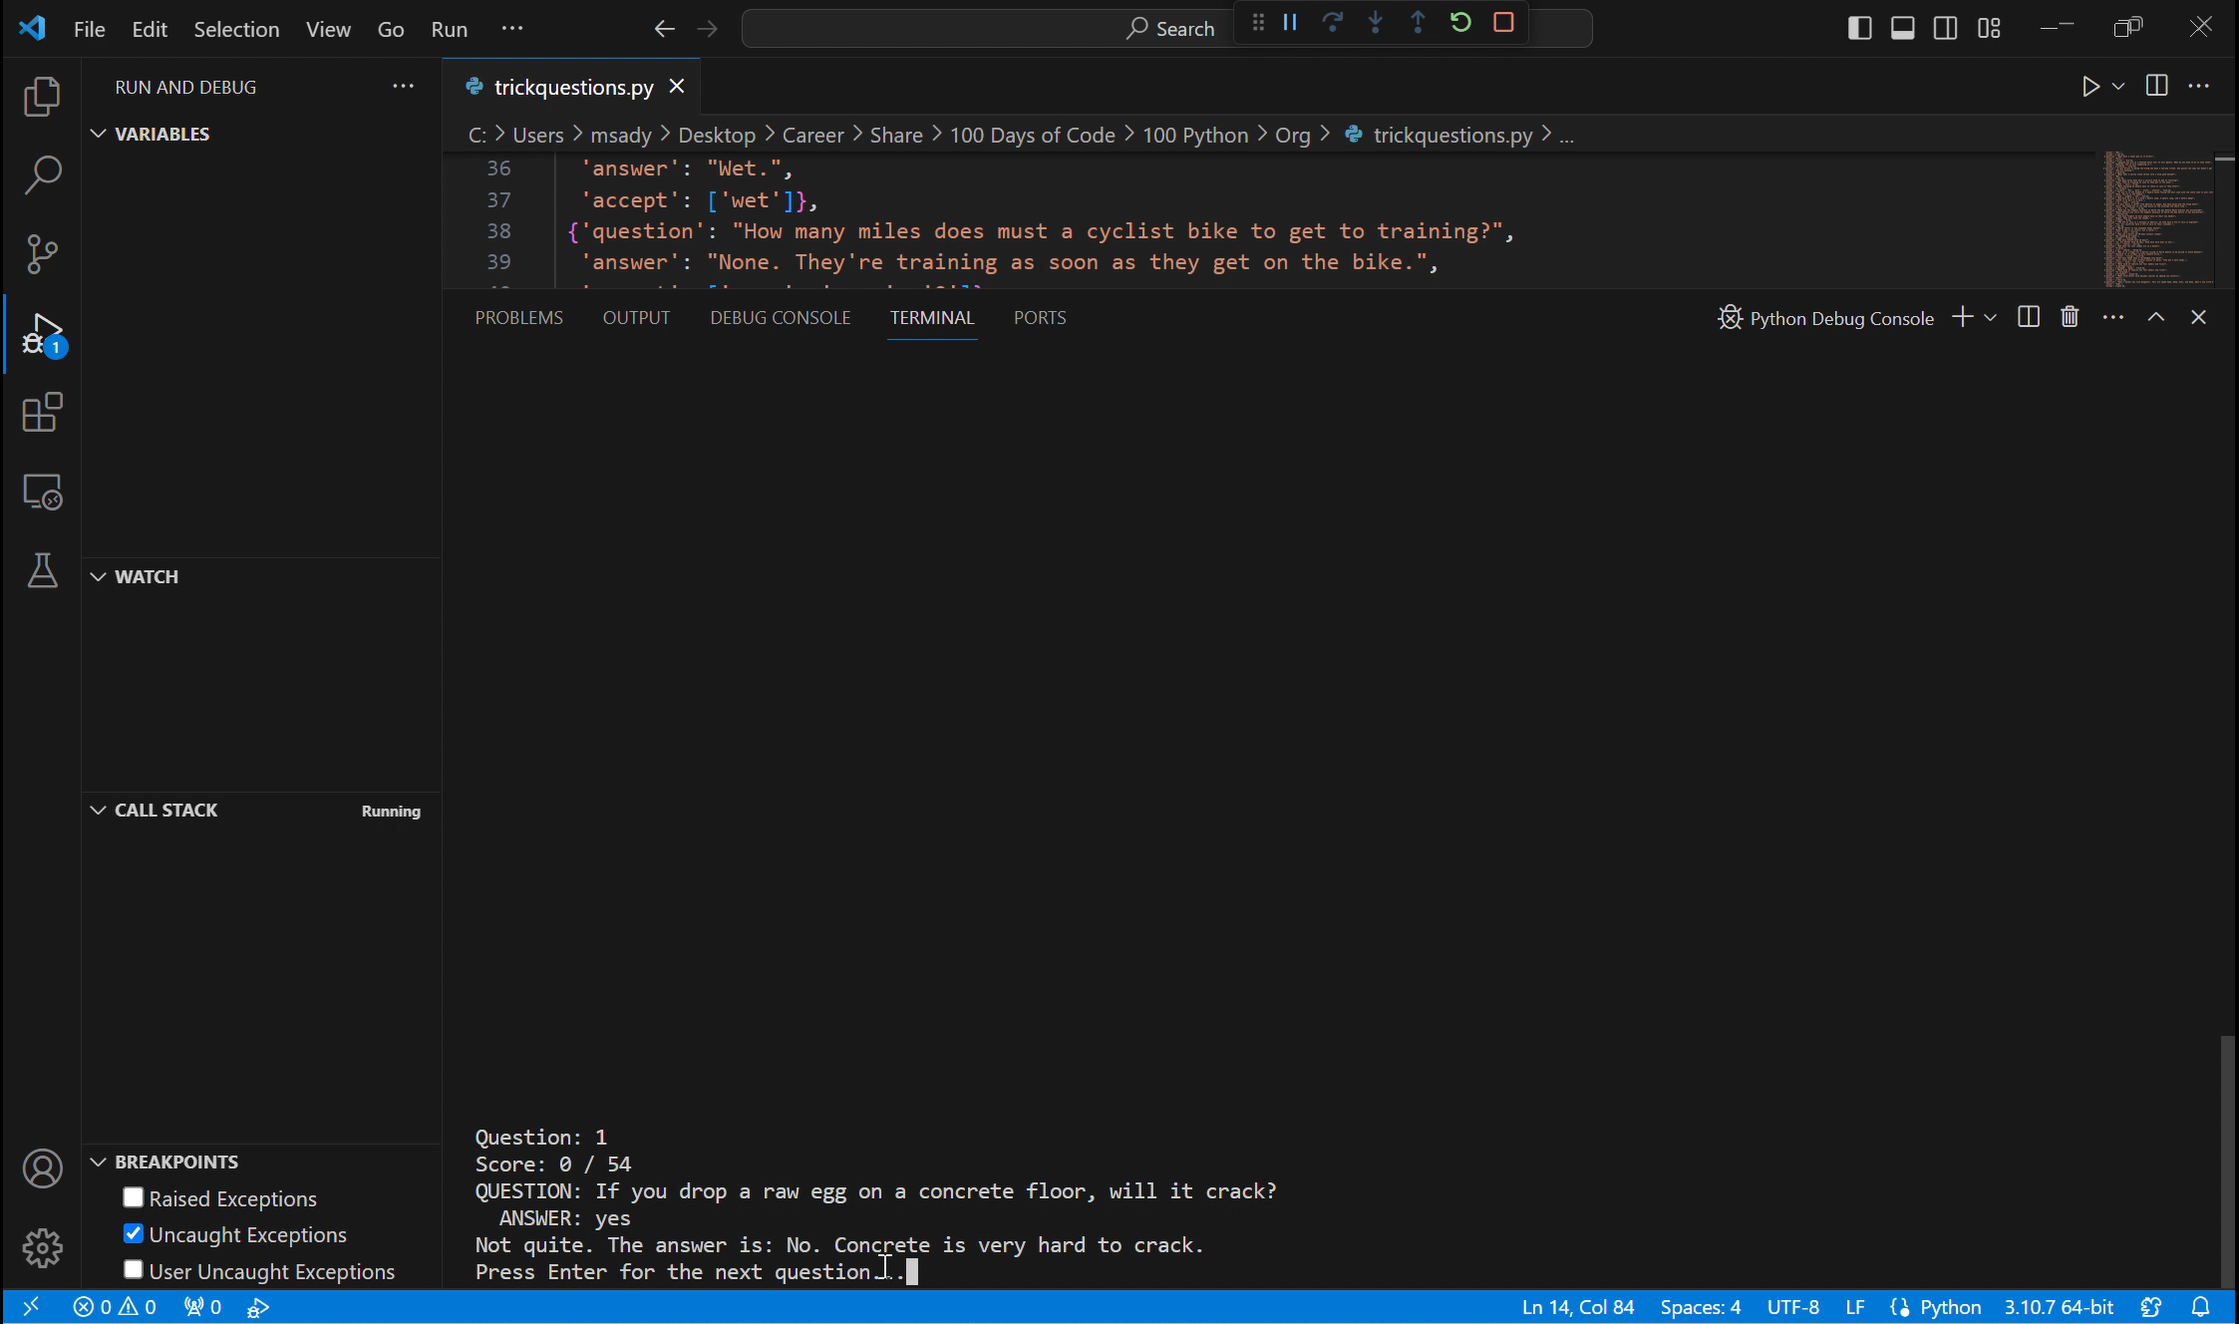 File Edit Selection View Go Run ...
Search
RUN AND DEBUG ...
trickquestions.py
VARIABLES
C: > Users > msady > Desktop > Career > Share > 100 Days of Code > 100 Python > Org > trickquestions.py > ...
36 'answer': "Wet.",
37 'accept': ['wet']},
38 {'question': "How many miles does must a cyclist bike to get to training?",
39 'answer': "None. They're training as soon as they get on the bike.",
PROBLEMS OUTPUT DEBUG CONSOLE TERMINAL PORTS
Python Debug Console
1
WATCH
CALL STACK Running
Question: 1
Score: 0 / 54
QUESTION: If you drop a raw egg on a concrete floor, will it crack?
ANSWER: yes
Not quite. The answer is: No. Concrete is very hard to crack.
Press Enter for the next question...
BREAKPOINTS
Raised Exceptions
Uncaught Exceptions
User Uncaught Exceptions
0 0 0 Ln 14, Col 84 Spaces: 4 UTF-8 LF Python 3.10.7 64-bit